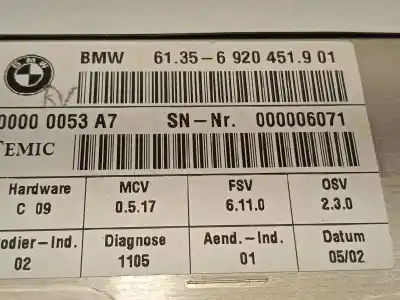 BMW 61.35-6 920 451.9 01
0000 0053 A7 SN-Nr. 000006071
TEMIC
Hardware MCV FSV OSV
C 09 0.5.17 6.11.0 2.3.0
odier-Ind. Diagnose Aend.-Ind. Datum
02 1105 01 05/02